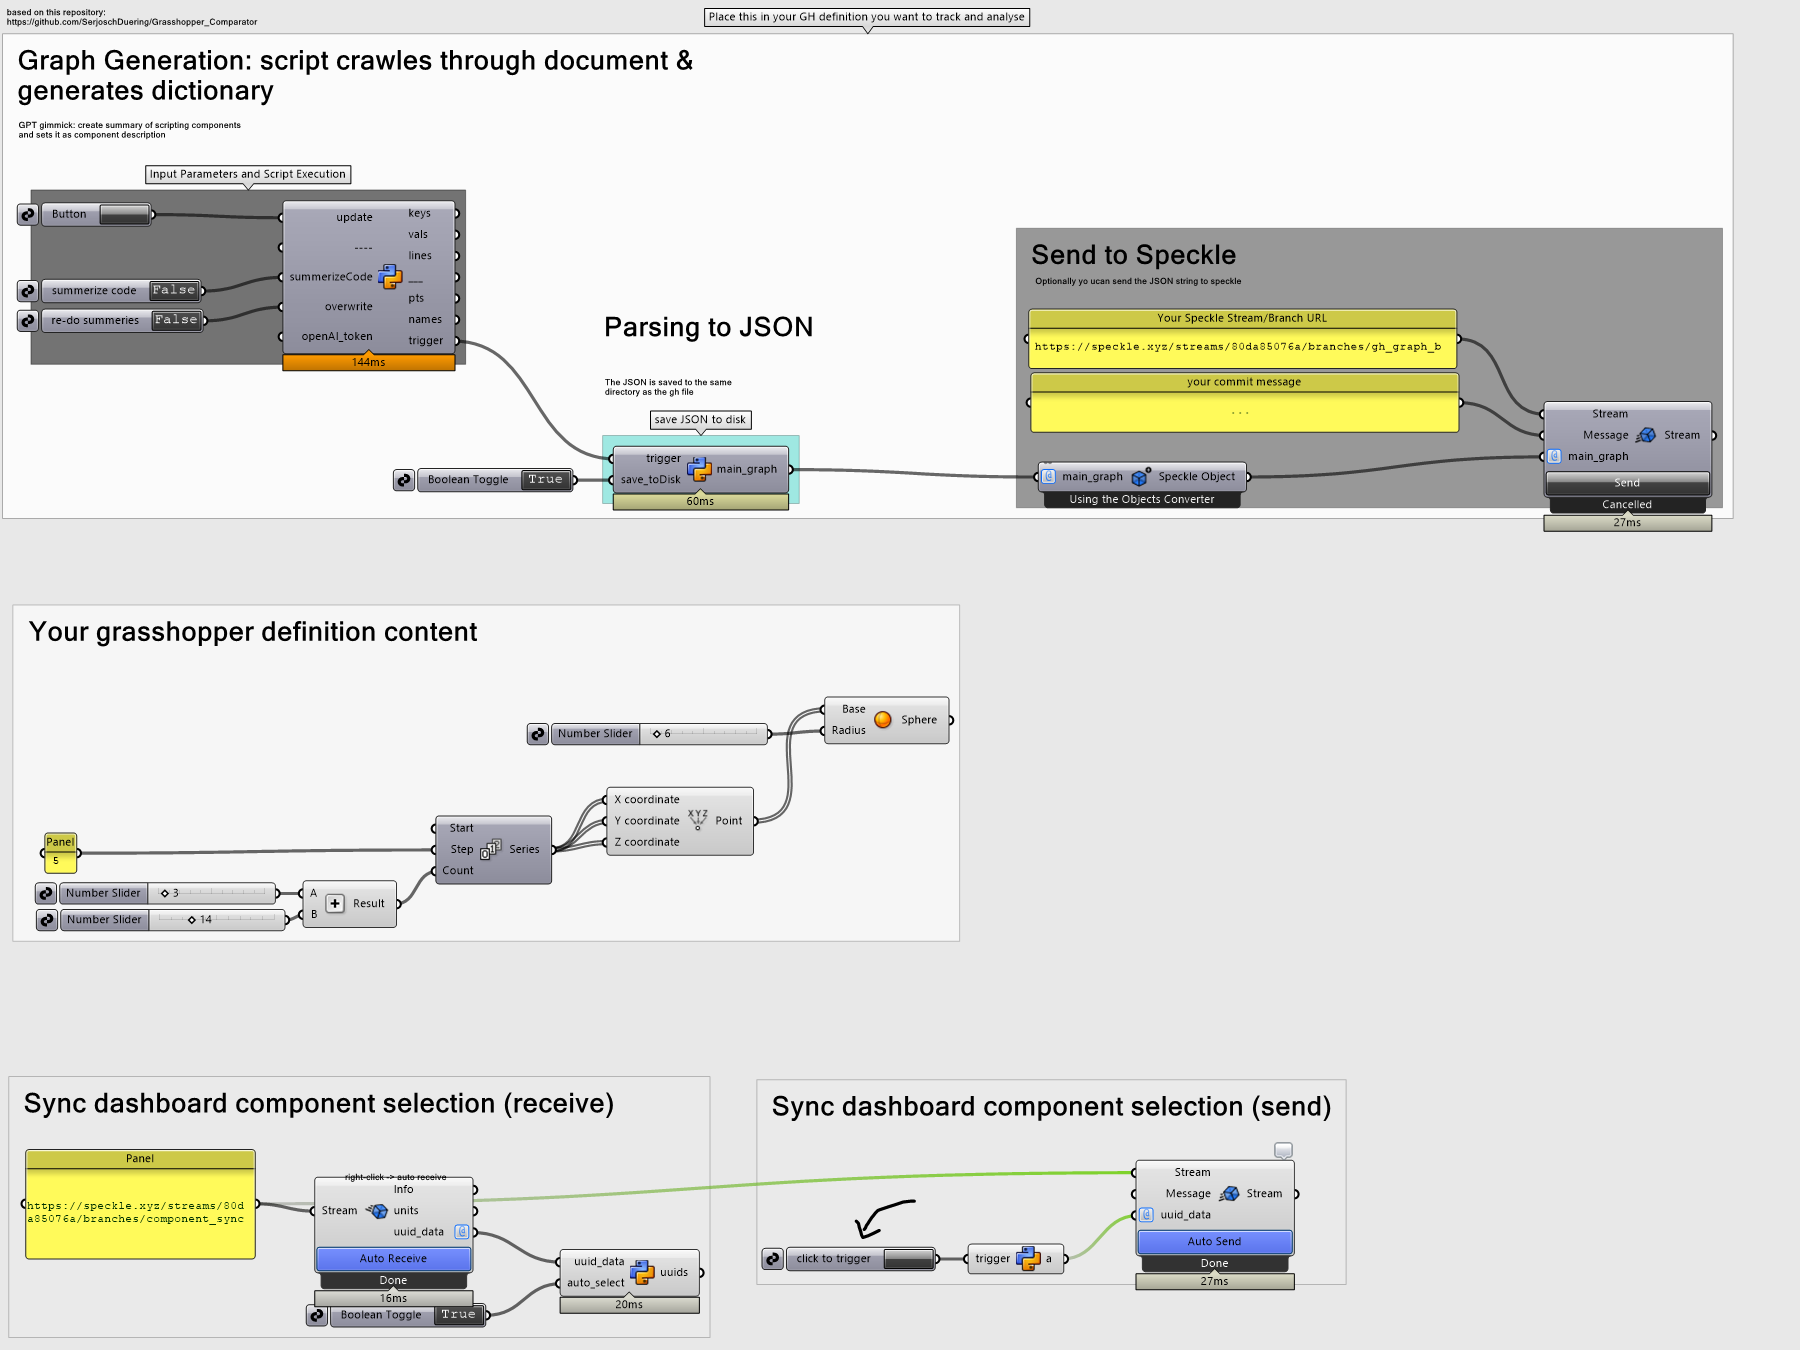 based on this repository:
https://github.com/SerjoschDuering/Grasshopper_Comparator
Place this in your GH definition you want to track and analyse
Graph Generation: script crawles through document &
generates dictionary
GPT gimmick: create summary of scripting components
and sets it as component description
Input Parameters and Script Execution
Button
summerize code False
re-do summeries False
update
----
summerizeCode
overwrite
openAI_token
keys
vals
lines
__
pts
names
trigger
144ms
Parsing to JSON
The JSON is saved to the same
directory as the gh file
save JSON to disk
Boolean Toggle True
trigger
save_toDisk
main_graph
60ms
Send to Speckle
Optionally yo ucan send the JSON string to speckle
Your Speckle Stream/Branch URL
https://speckle.xyz/streams/80da85076a/branches/gh_graph_b
your commit message
...
main_graph Speckle Object
Using the Objects Converter
Stream
Message
main_graph
Stream
Send
Cancelled
27ms
Your grasshopper definition content
Number Slider 6
Base
Radius
Sphere
X coordinate
Y coordinate
Z coordinate
XYZ
Point
Panel
5
Start
Step
Count
Series
Number Slider 3
Number Slider 14
A
B
Result
Sync dashboard component selection (receive)
Panel
https://speckle.xyz/streams/80d
a85076a/branches/component_sync
right-click -> auto receive
Stream
Info
units
uuid_data
Auto Receive
Done
16ms
Boolean Toggle True
uuid_data
auto_select
uuids
20ms
Sync dashboard component selection (send)
click to trigger
trigger a
Stream
Message
uuid_data
Stream
Auto Send
Done
27ms